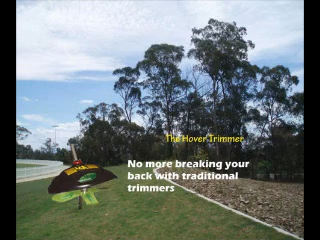 The Hover Trimmer
No more breaking your
back with traditional
trimmers